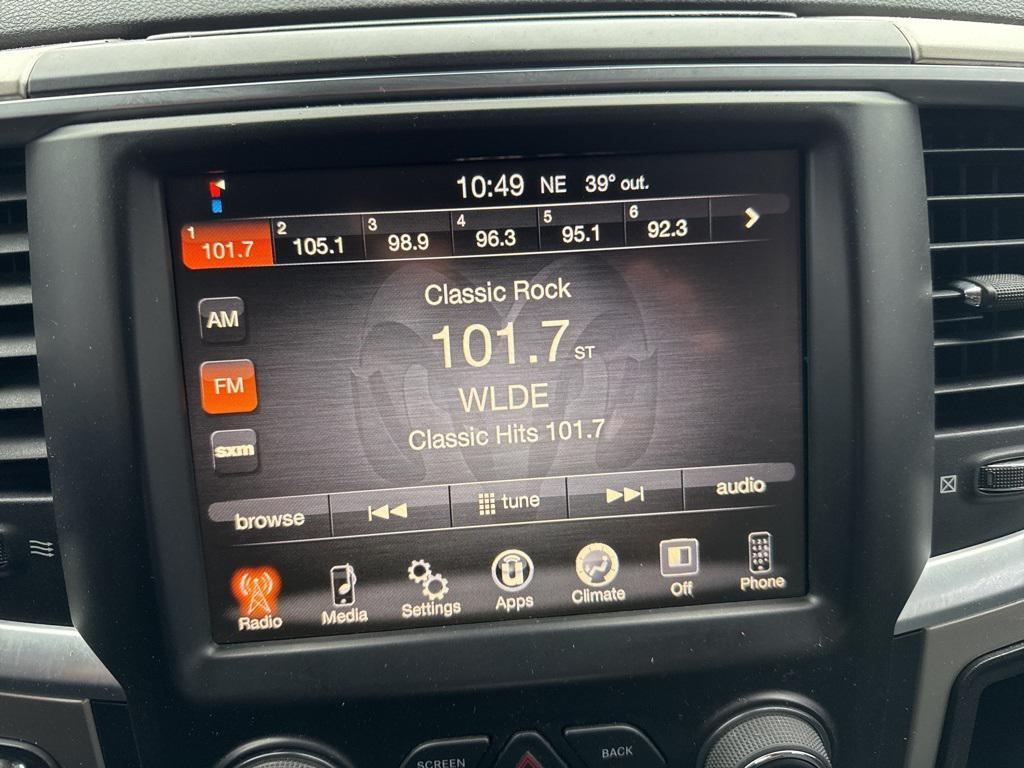 10:49 NE 39° out.
1 101.7 2 105.1 3 98.9 4 96.3 5 95.1 6 92.3
Classic Rock
AM
101.7 ST
FM
WLDE
Classic Hits 101.7
sxm
browse tune audio
Radio Media Settings Apps Climate Off Phone
SCREEN BACK